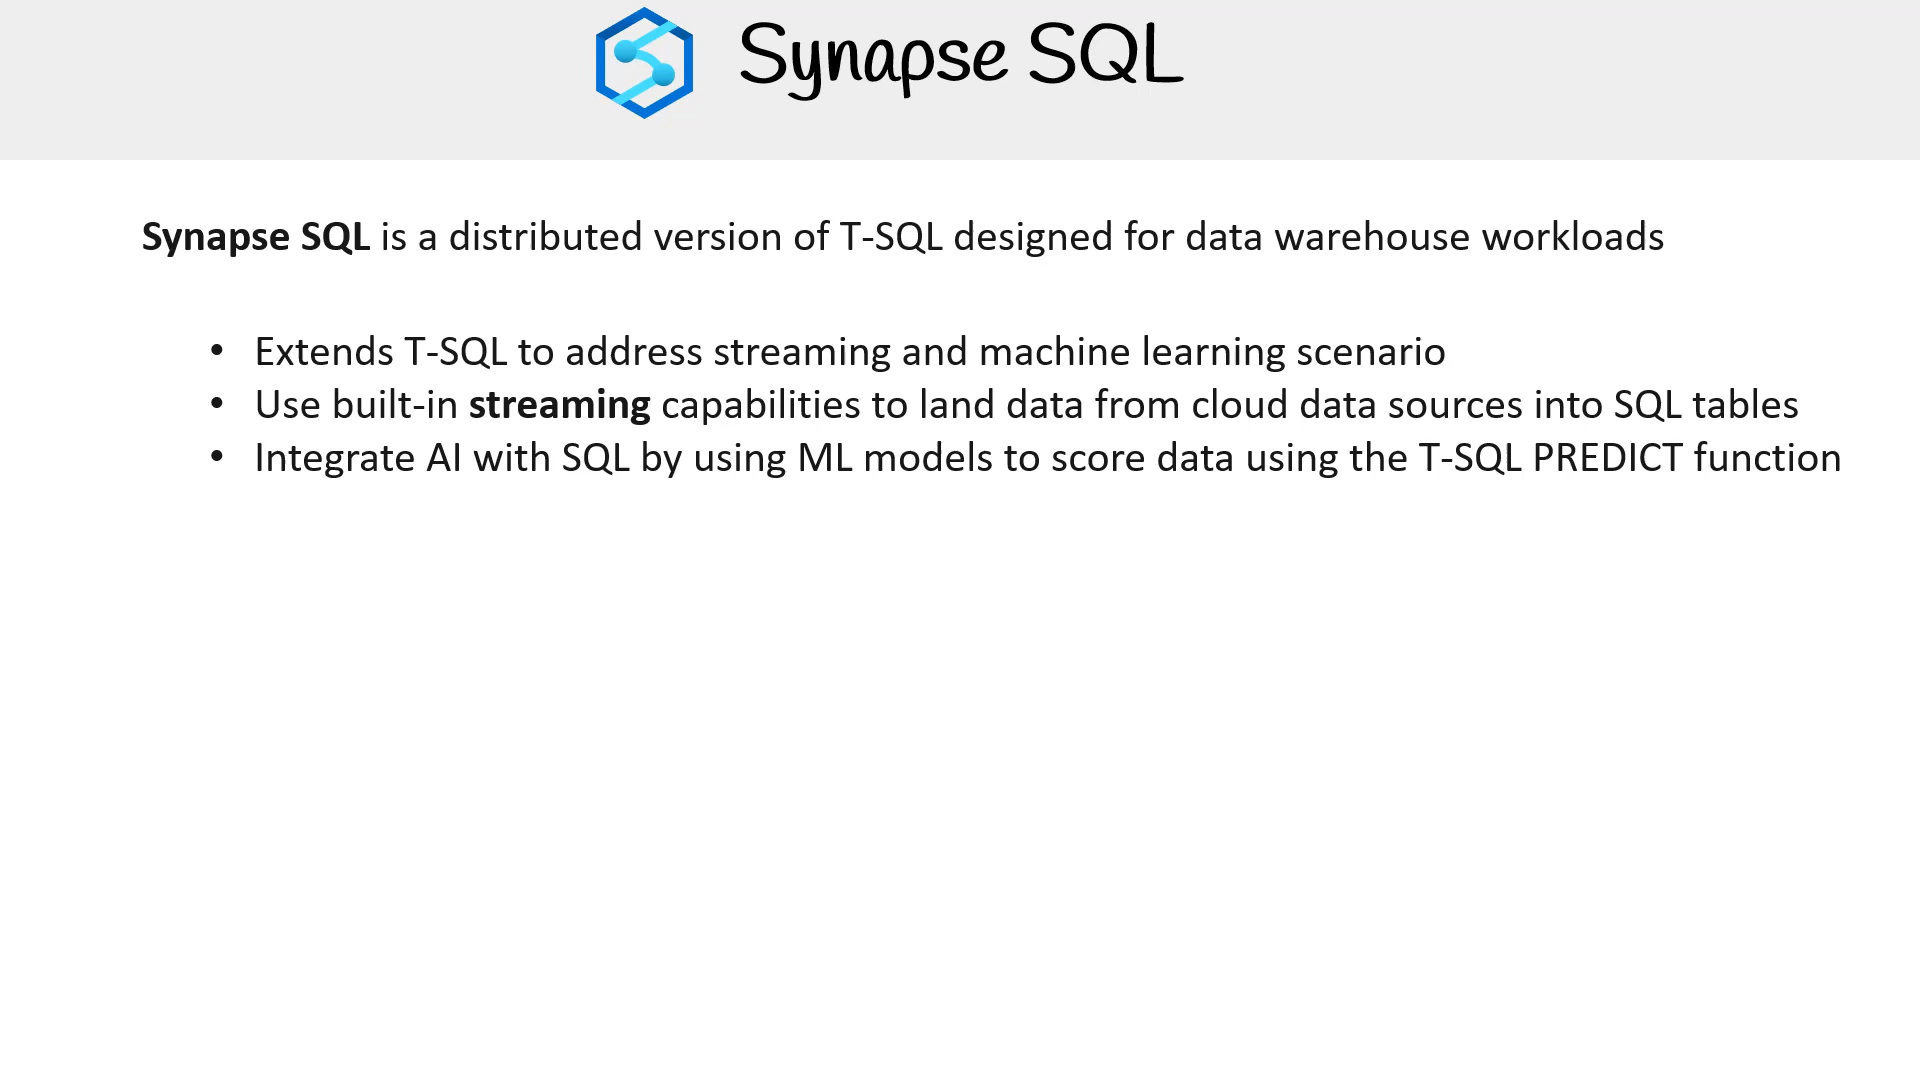 Synapse SQL
Synapse SQL is a distributed version of T-SQL designed for data warehouse workloads
• Extends T-SQL to address streaming and machine learning scenario
• Use built-in streaming capabilities to land data from cloud data sources into SQL tables
• Integrate AI with SQL by using ML models to score data using the T-SQL PREDICT function